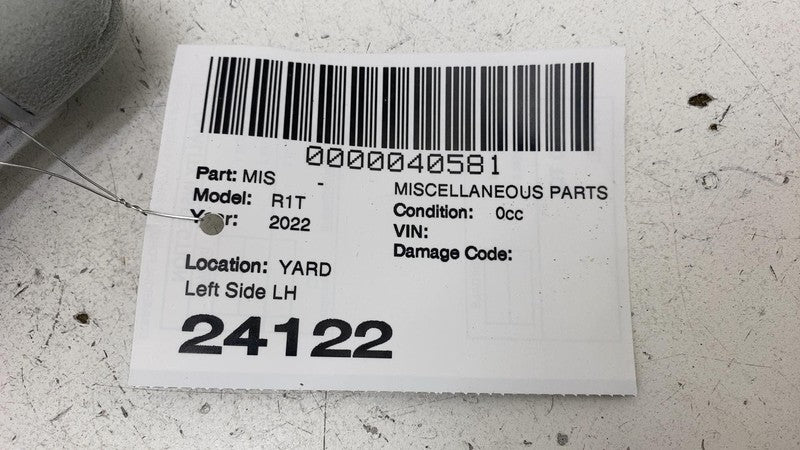 0000040581
Part: MIS - MISCELLANEOUS PARTS
Model: R1T Condition: 0cc
Year: 2022 VIN:
Damage Code:
Location: YARD
Left Side LH
24122